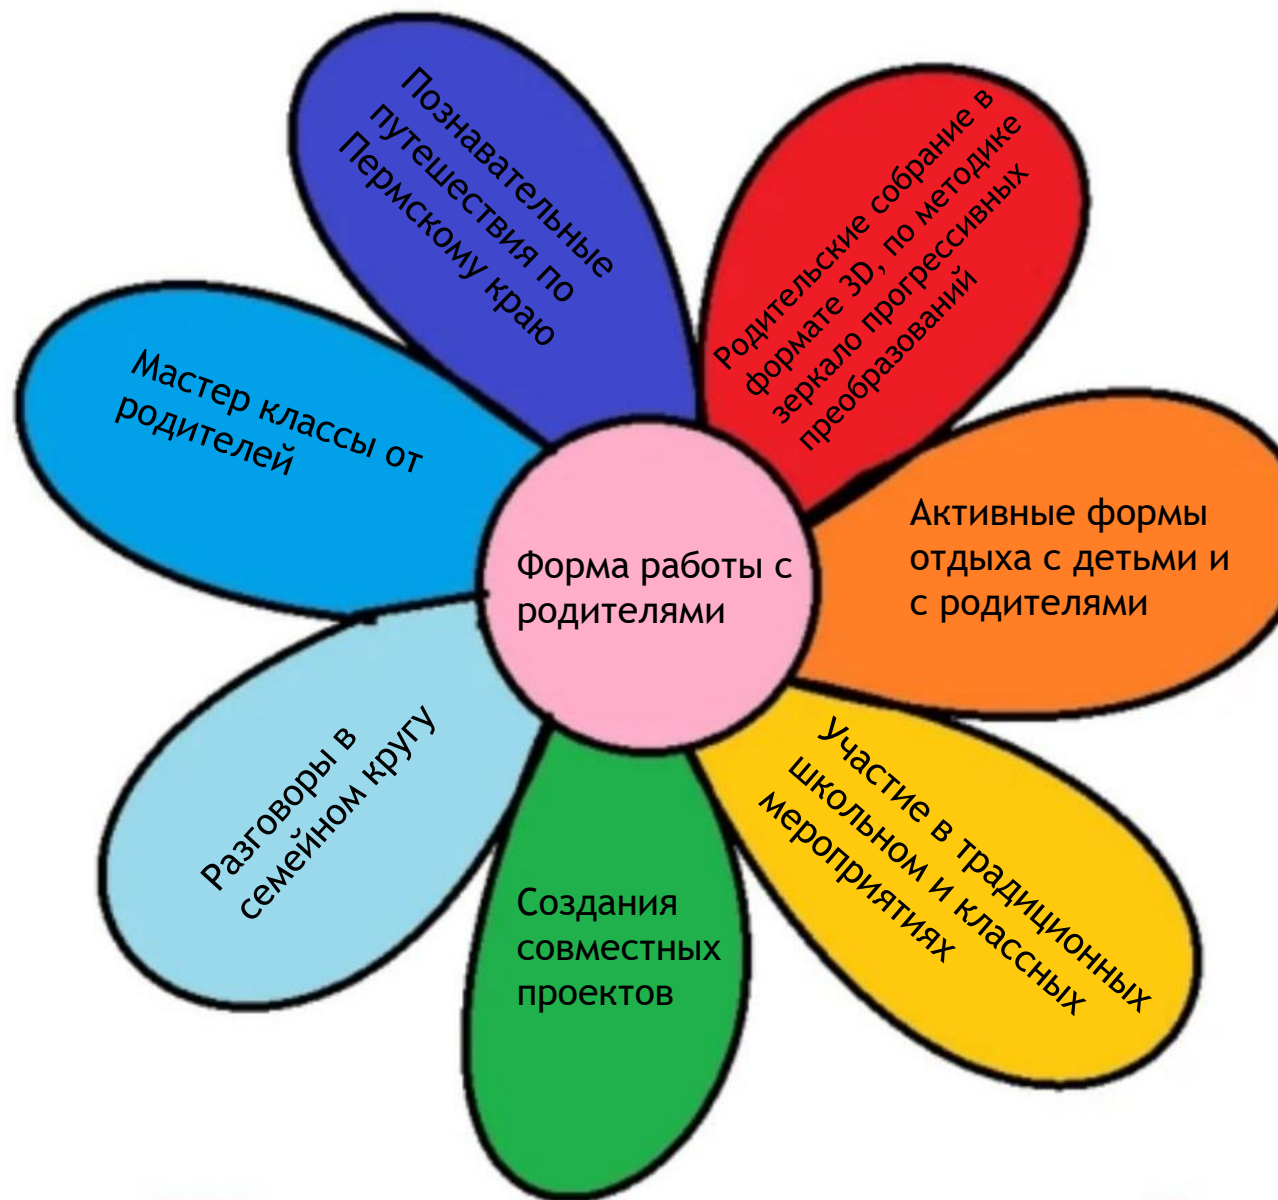 Познавательные
путешествия по
Пермскому краю
Родительские собрание в
формате 3D, по методике
зеркало прогрессивных
преобразований
Мастер классы от
родителей
Форма работы с
родителями
Активные формы
отдыха с детьми и
с родителями
Разговоры в
семейном кругу
Создания
совместных
проектов
Участие в традиционных
школьном и классных
мероприятиях